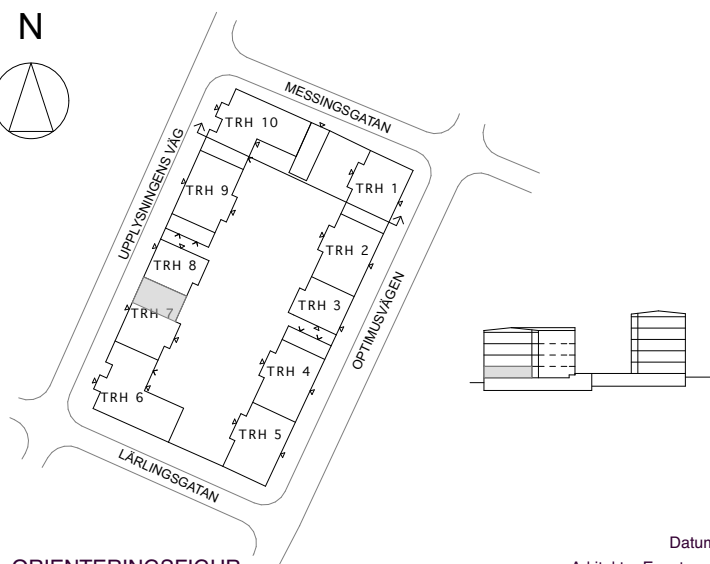 N
MESSINGSGATAN
TRH 10
UPPLYSNINGENS VÄG
TRH 1
TRH 9
TRH 2
TRH 8
OPTIMUSVÄGEN
TRH 3
TRH 7
TRH 4
TRH 6
TRH 5
LÄRLINGSGATAN
Datum